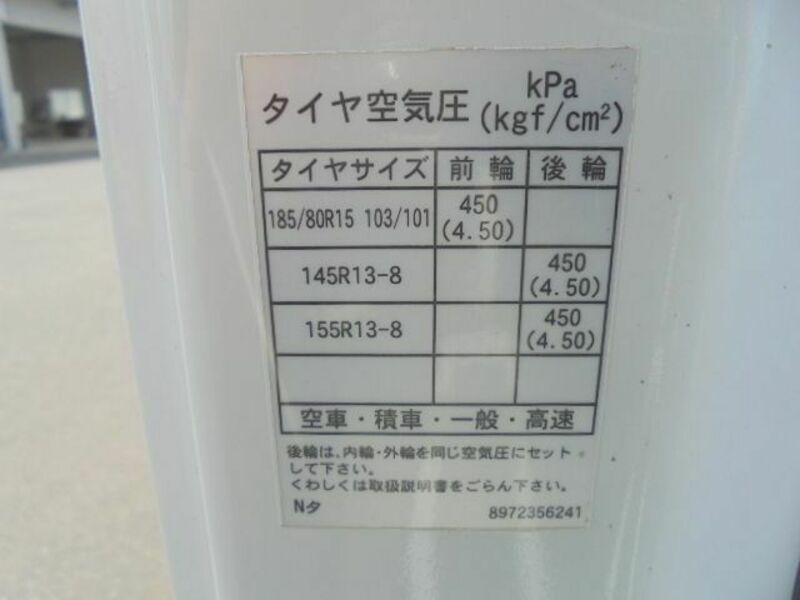 タイヤ空気圧 kPa
(kgf/cm²)
タイヤサイズ 前輪 後輪
185/80R15 103/101 450
(4.50)
145R13-8 450
(4.50)
155R13-8 450
(4.50)
空車・積車・一般・高速
後輪は、内輪・外輪を同じ空気圧にセット
して下さい。
くわしくは取扱説明書をごらん下さい。
Nタ 8972356241